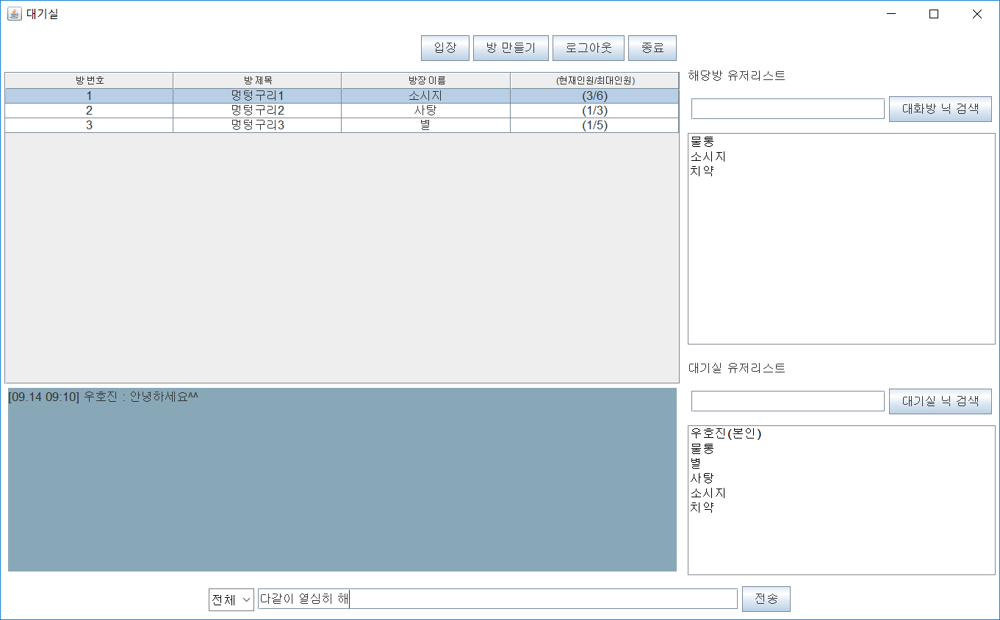 대기실
입장 방 만들기 로그아웃 종료
방번호 방제목 방장이름 (현재인원/최대인원)
1 멍텅구리1 소시지 (3/6)
2 멍텅구리2 사탕 (1/3)
3 멍텅구리3 별 (1/5)
해당방 유저리스트
대화방 닉 검색
물통
소시지
치약
[09.14 09:10] 우호진 : 안녕하세요^^
대기실 유저리스트
대기실 닉 검색
우호진(본인)
물통
별
사탕
소시지
치약
전체 다같이 열심히 해 전송